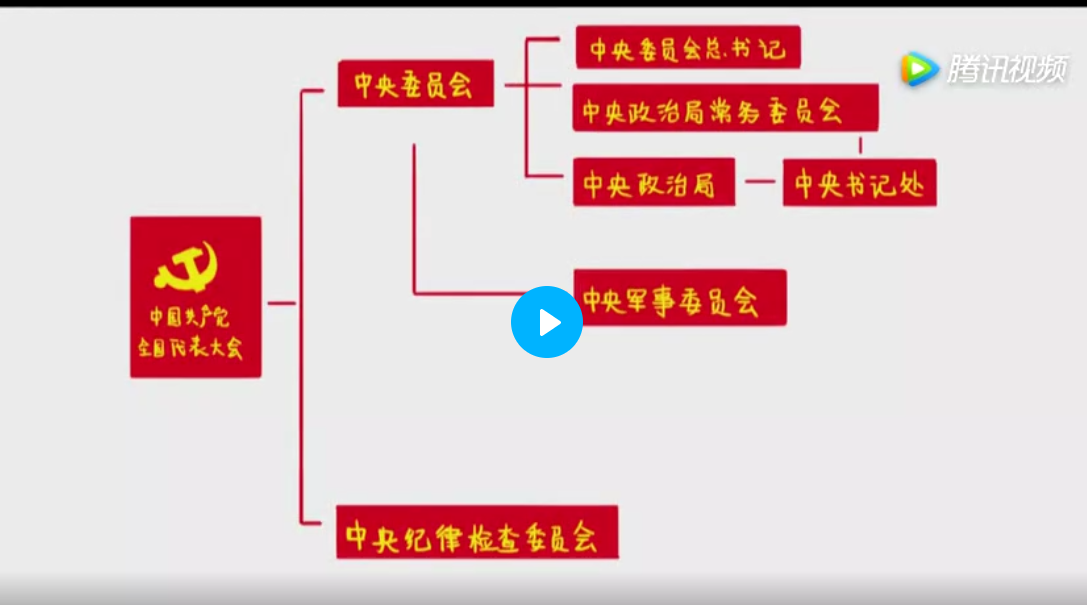 中央委员会总书记
腾讯视频
中央委员会
中央政治局常务委员会
中央政治局
中央书记处
中国共产党
全国代表大会
中央军事委员会
中央纪律检查委员会